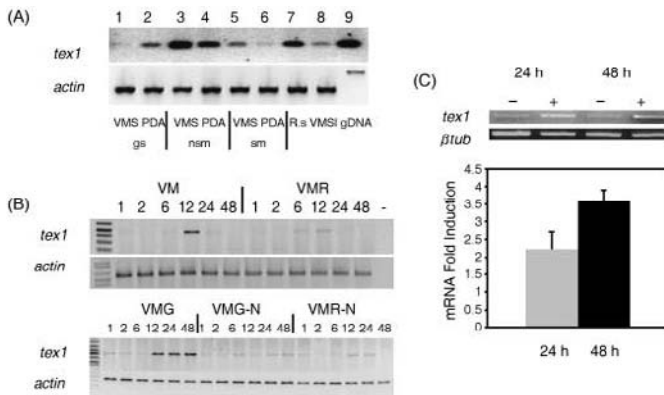 (A)
1 2 3 4 5 6 7 8 9
tex1
actin
VMS PDA VMS PDA VMS PDA R.s VMSl gDNA
gs nsm sm
(B)
VM VMR
1 2 6 12 24 48 1 2 6 12 24 48 -
tex1
actin
VMG VMG-N VMR-N
1 2 6 12 24 48 1 2 6 12 24 48 1 2 6 12 24 48
tex1
actin
(C)
24 h 48 h
- + - +
tex1
βtub
mRNA Fold Induction
4.5
4
3.5
3
2.5
2
1.5
1
0.5
0
24 h 48 h